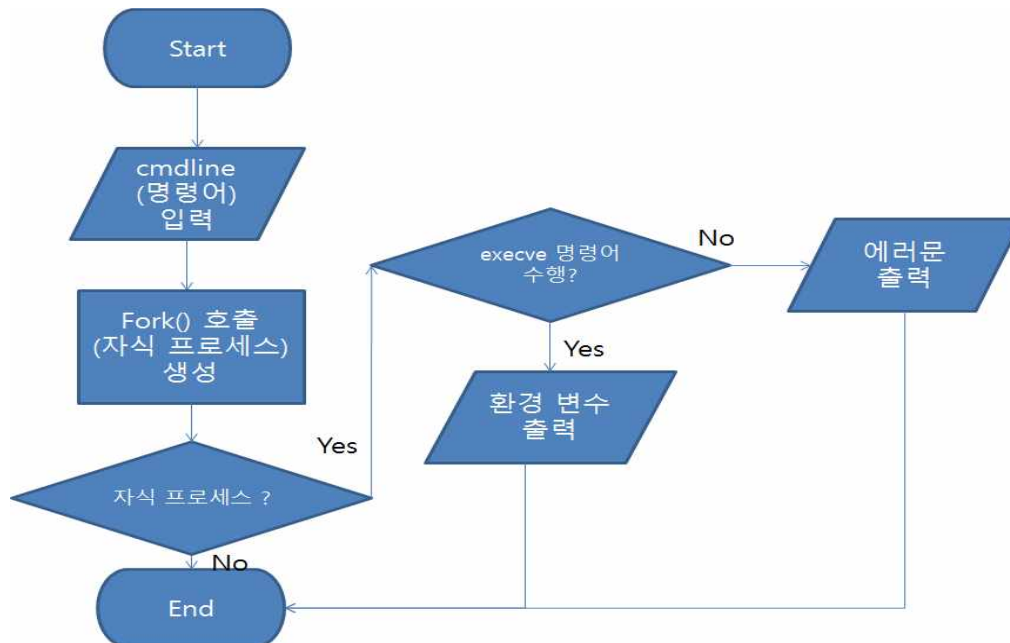 Start
cmdline
(명령어)
입력
Fork() 호출
(자식 프로세스)
생성
자식 프로세스 ?
Yes
No
execve 명령어
수행?
No
Yes
에러문
출력
환경 변수
출력
End